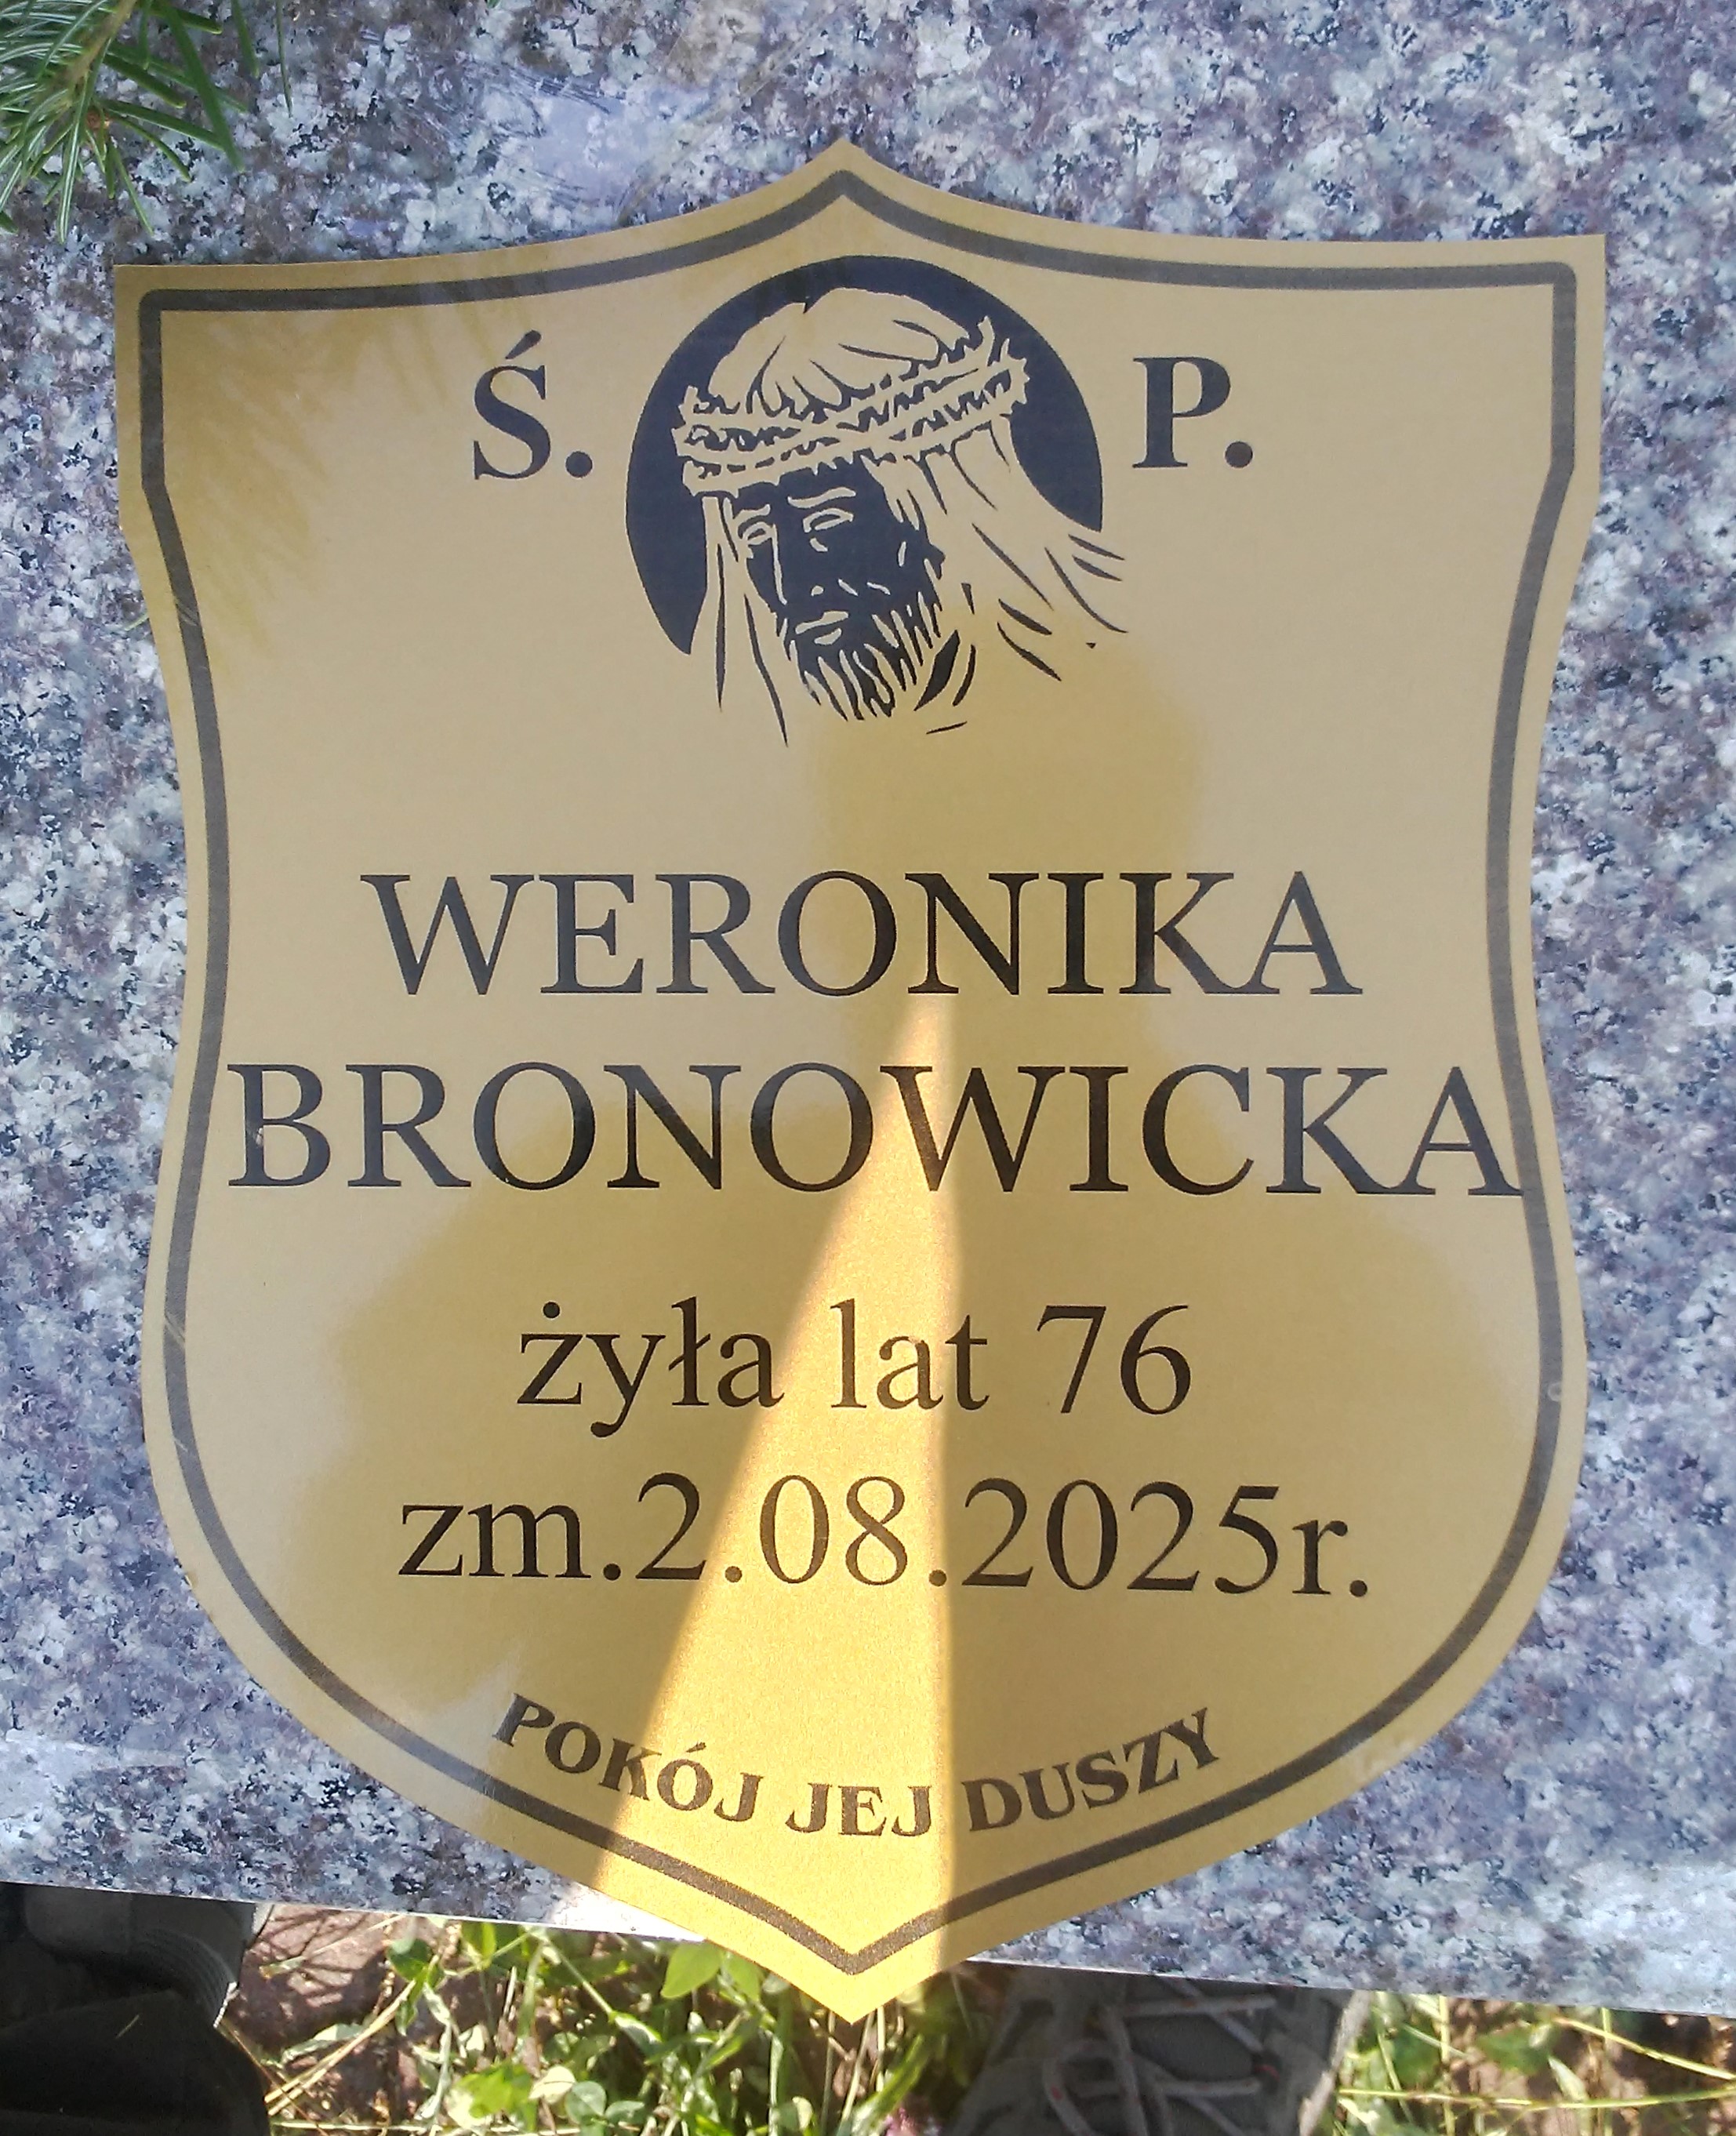 Ś. P.
WERONIKA
BRONOWICKA
żyła lat 76
zm.2.08.2025r.
POKÓJ JEJ DUSZY